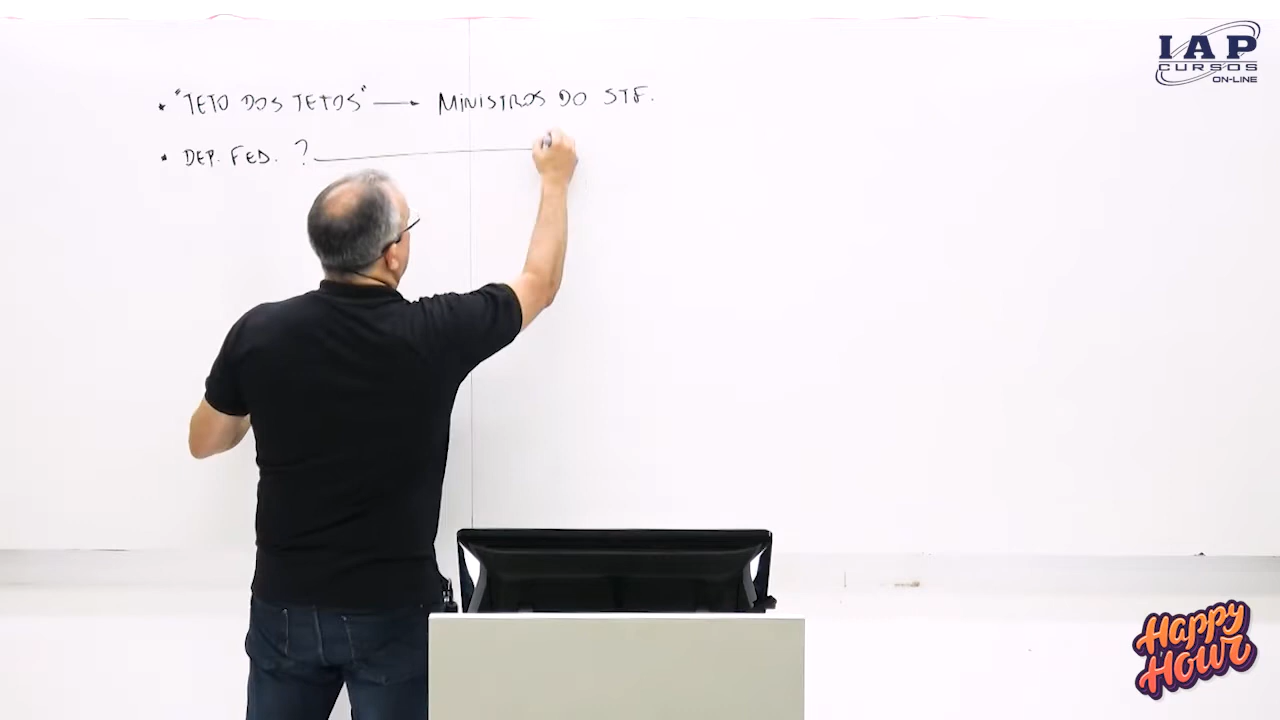 IAP
CURSOS
ON-LINE
• "TETO DOS TETOS" → MINISTROS DO STF.
• DEP. FED. ?
Happy
Hour